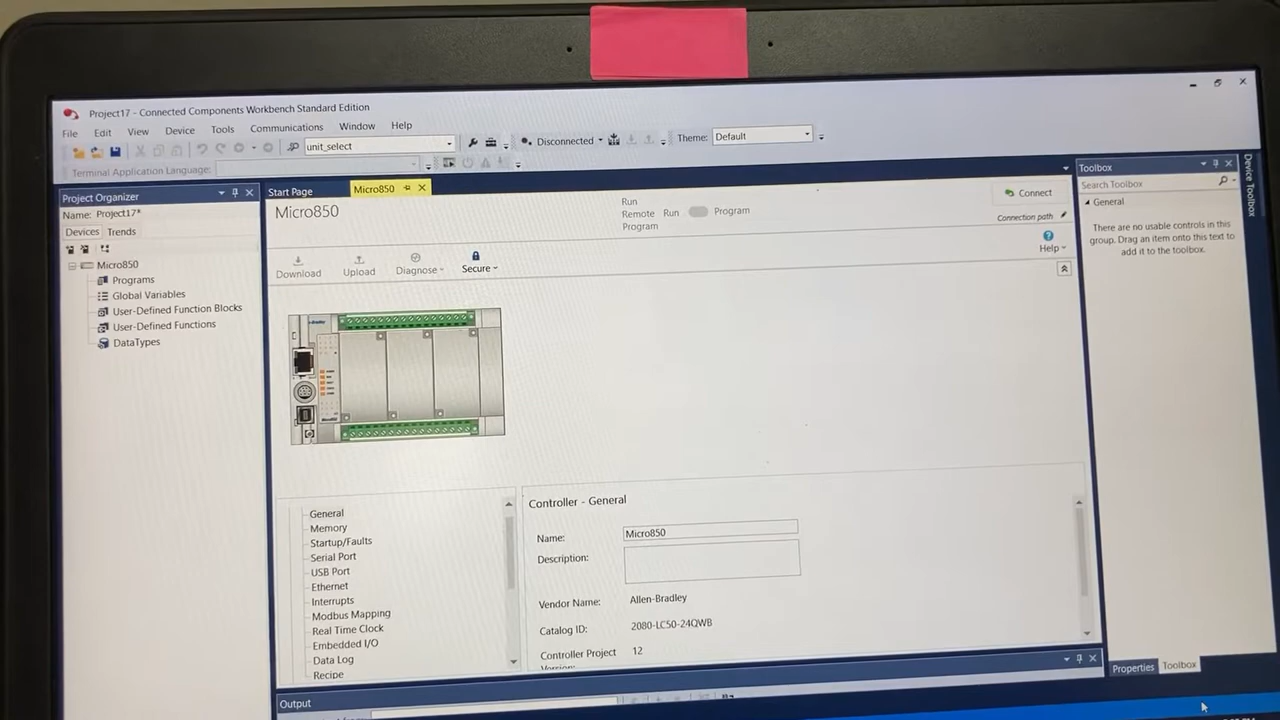 Project17 - Connected Components Workbench Standard Edition
File Edit View Device Tools Communications Window Help
unit_select
Disconnected
Theme: Default
Terminal Application Language:
Project Organizer
Name: Project17*
Devices Trends
Micro850
Programs
Global Variables
User-Defined Function Blocks
User-Defined Functions
DataTypes
Start Page
Micro850
Micro850
Run
Remote
Program
Run Program
Connect
Connection path
Help
Download
Upload
Diagnose
Secure
General
Memory
Startup/Faults
Serial Port
USB Port
Ethernet
Interrupts
Modbus Mapping
Real Time Clock
Embedded I/O
Data Log
Recipe
Controller - General
Name: Micro850
Description:
Vendor Name: Allen-Bradley
Catalog ID: 2080-LC50-24QWB
Controller Project 12
Version:
Output
Toolbox
Search Toolbox
General
There are no usable controls in this
group. Drag an item onto this text to
add it to the toolbox.
Properties Toolbox
Device Toolbox